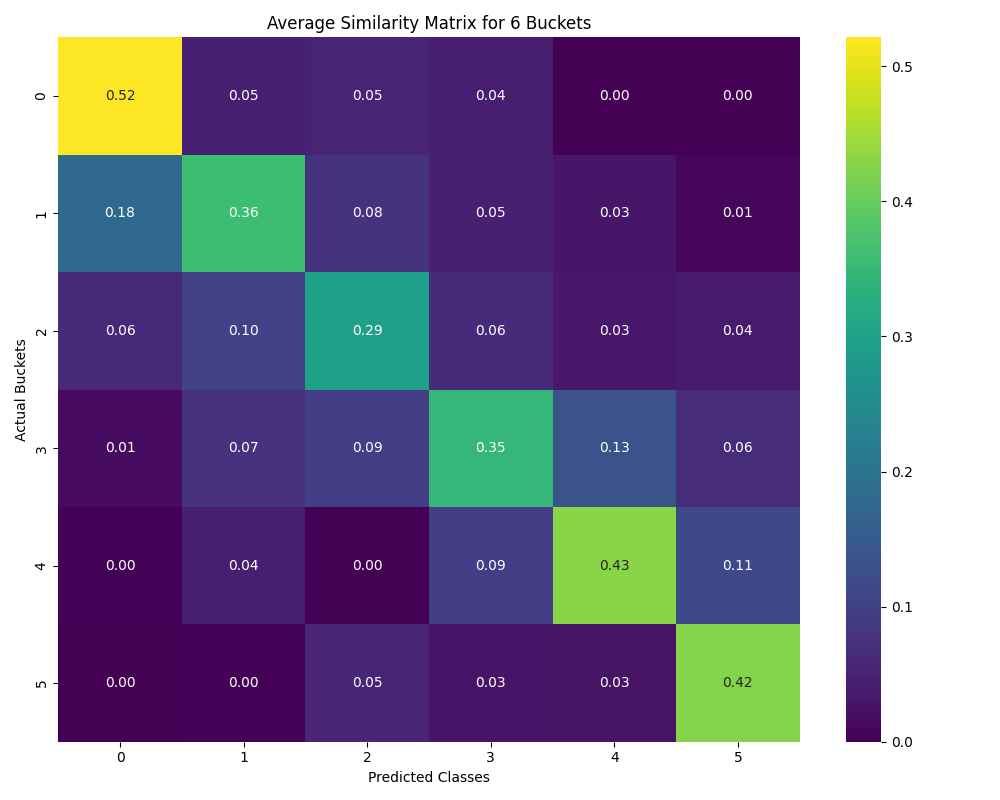 Average Similarity Matrix for 6 Buckets
0 0.52 0.05 0.05 0.04 0.00 0.00
1 0.18 0.36 0.08 0.05 0.03 0.01
2 0.06 0.10 0.29 0.06 0.03 0.04
3 0.01 0.07 0.09 0.35 0.13 0.06
4 0.00 0.04 0.00 0.09 0.43 0.11
5 0.00 0.00 0.05 0.03 0.03 0.42
0 1 2 3 4 5
Predicted Classes
Actual Buckets
0.5
0.4
0.3
0.2
0.1
0.0